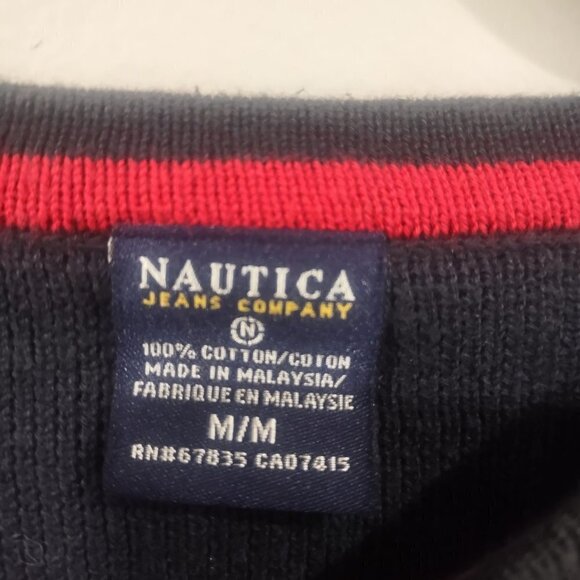 NAUTICA
JEANS COMPANY
N
100% COTTON/COTON
MADE IN MALAYSIA/
FABRIQUE EN MALAYSIE
M/M
RN#67835 CA07415